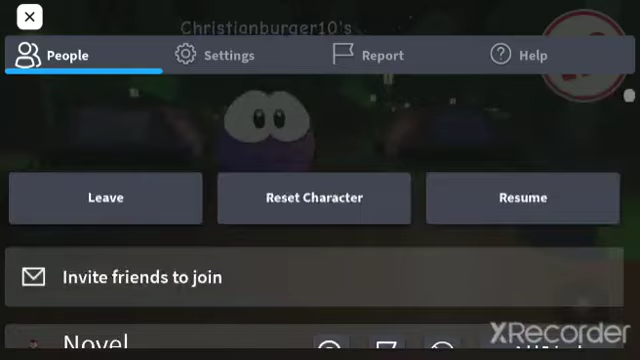 Christianburger10's
People
Settings
Report
Help
Leave
Reset Character
Resume
Invite friends to join
Novel
XRecorder